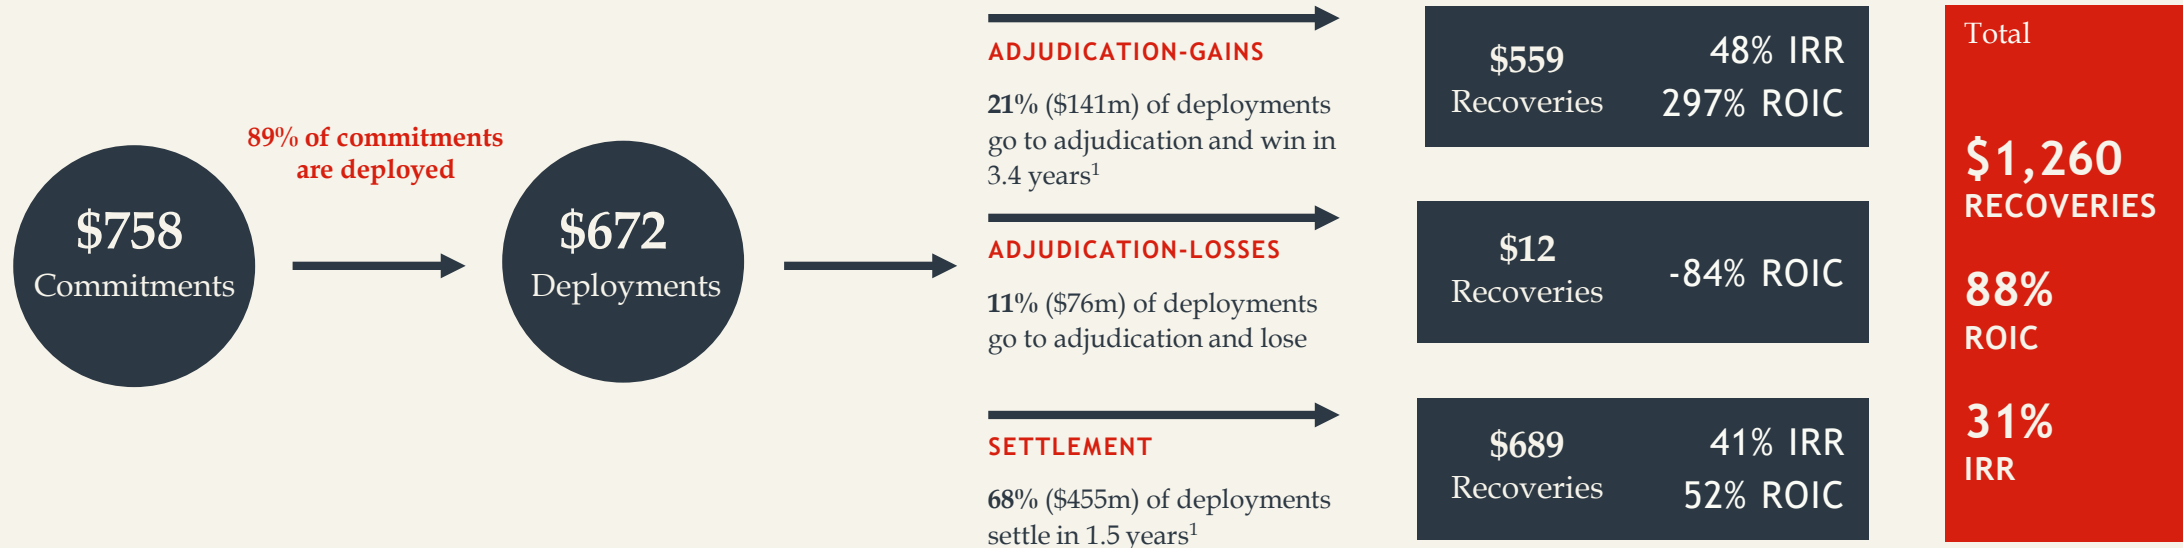 $758
Commitments
89% of commitments
are deployed
$672
Deployments
ADJUDICATION-GAINS
21% ($141m) of deployments
go to adjudication and win in
3.4 years¹
$559
Recoveries
48% IRR
297% ROIC
ADJUDICATION-LOSSES
11% ($76m) of deployments
go to adjudication and lose
$12
Recoveries
-84% ROIC
SETTLEMENT
68% ($455m) of deployments
settle in 1.5 years¹
$689
Recoveries
41% IRR
52% ROIC
Total
$1,260
RECOVERIES
88%
ROIC
31%
IRR